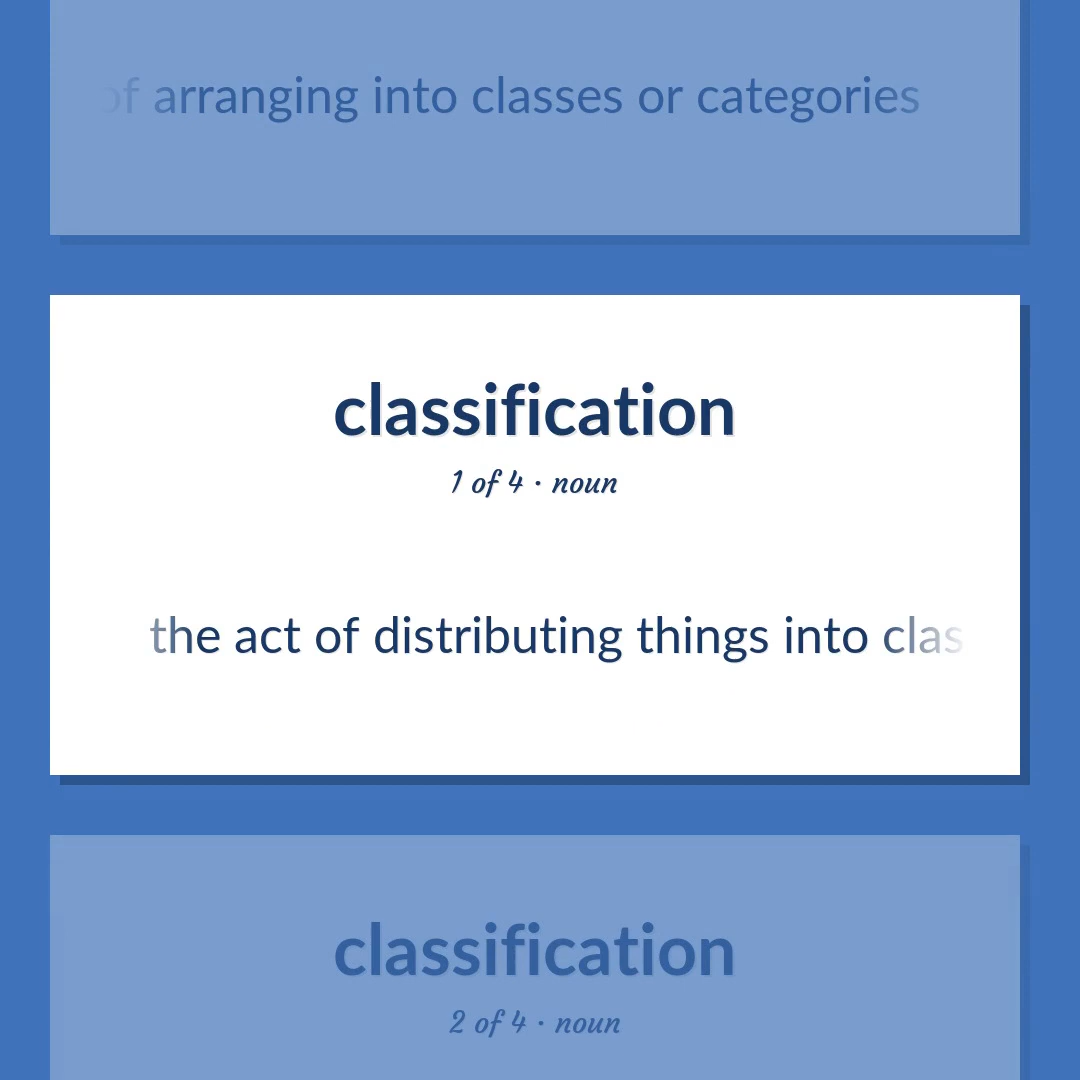 of arranging into classes or categories
classification
1 of 4 · noun
the act of distributing things into clas
classification
2 of 4 · noun